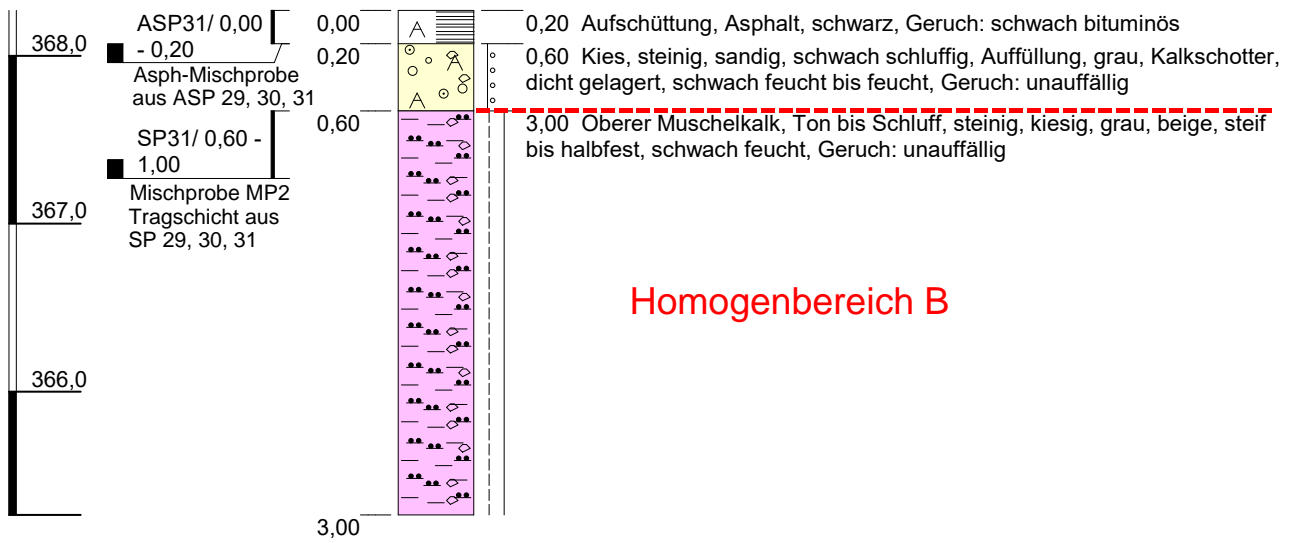 368,0
367,0
366,0
ASP31/ 0,00
- 0,20
Asph-Mischprobe
aus ASP 29, 30, 31
SP31/ 0,60 -
1,00
Mischprobe MP2
Tragschicht aus
SP 29, 30, 31
0,00
0,20
0,60
3,00
A
A
A
0,20 Aufschüttung, Asphalt, schwarz, Geruch: schwach bituminös
0,60 Kies, steinig, sandig, schwach schluffig, Auffüllung, grau, Kalkschotter,
dicht gelagert, schwach feucht bis feucht, Geruch: unauffällig
3,00 Oberer Muschelkalk, Ton bis Schluff, steinig, kiesig, grau, beige, steif
bis halbfest, schwach feucht, Geruch: unauffällig
Homogenbereich B